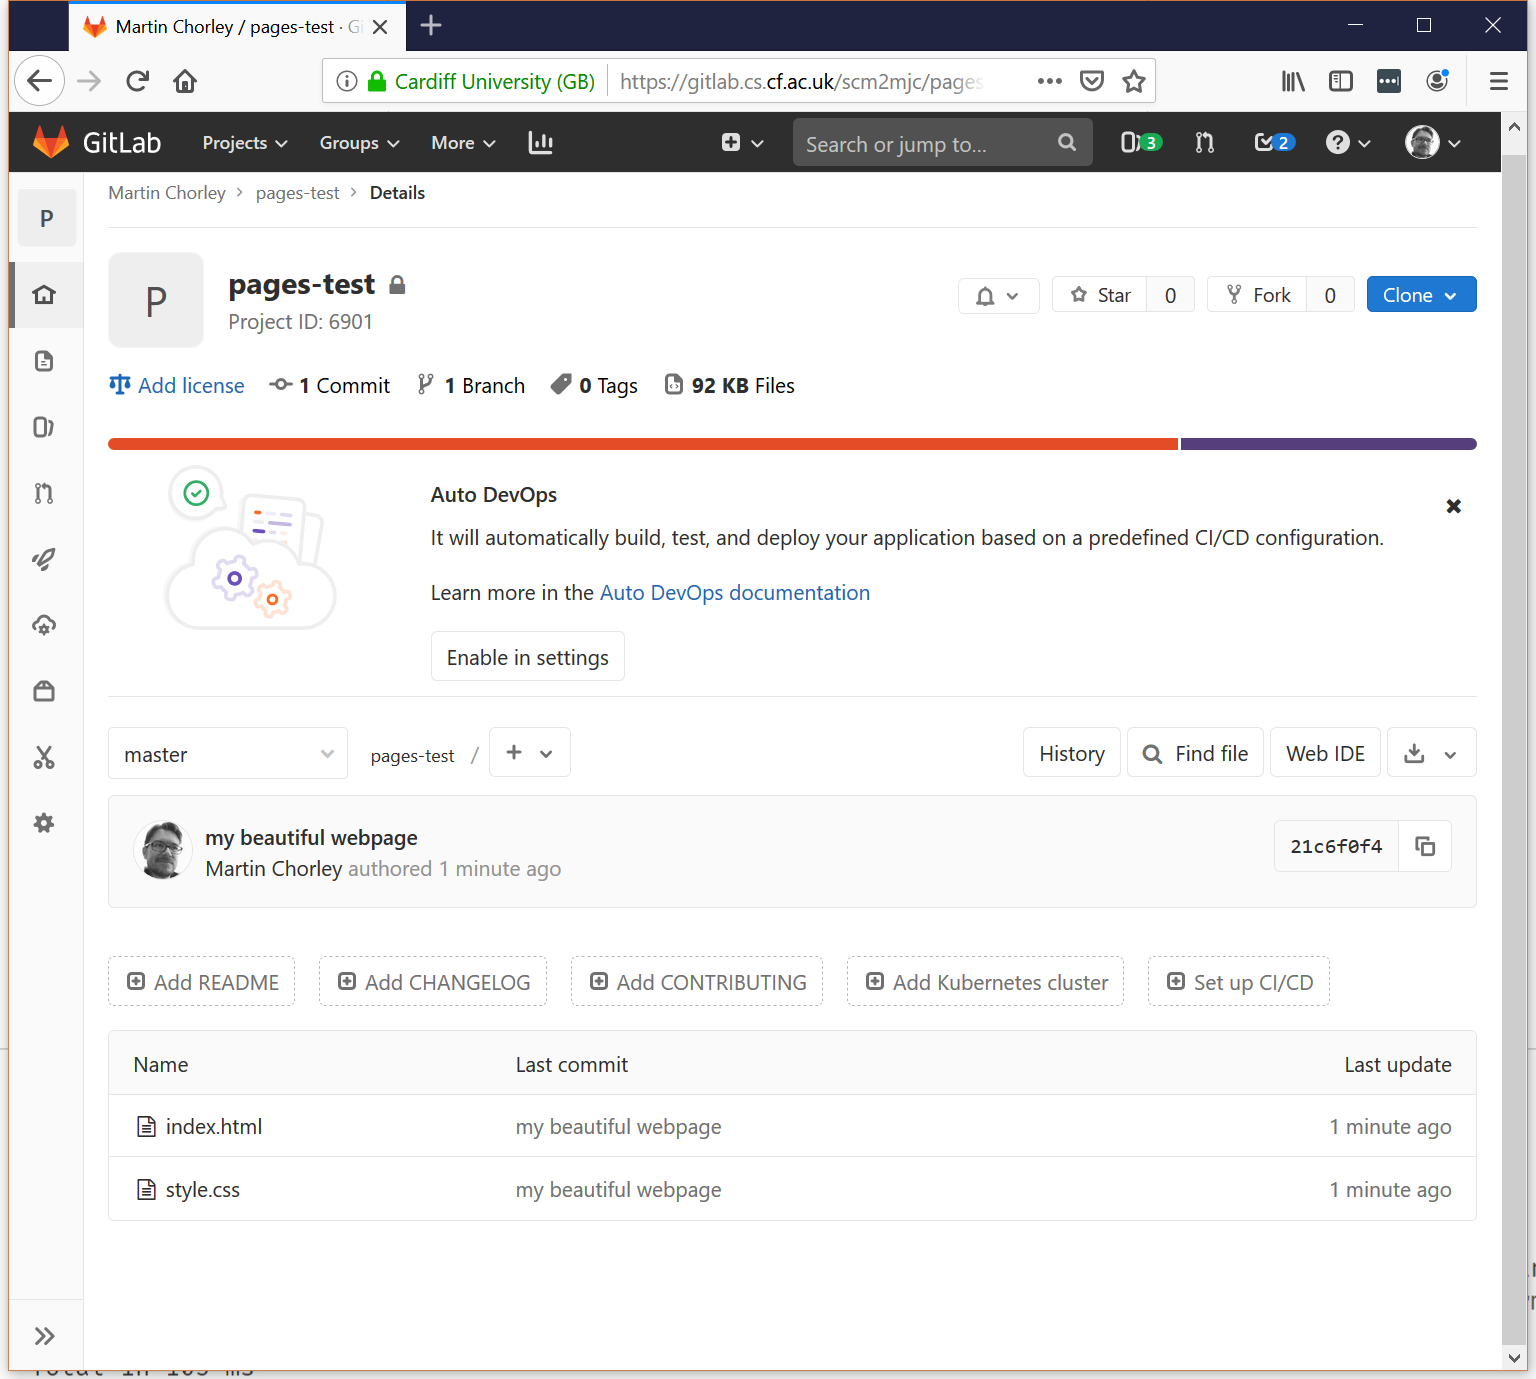 Martin Chorley / pages-test · Gi
Cardiff University (GB) https://gitlab.cs.cf.ac.uk/scm2mjc/pages
GitLab Projects Groups More Search or jump to... 3 2
Martin Chorley > pages-test > Details
P
P
pages-test
Project ID: 6901
Star 0 Fork 0 Clone
Add license 1 Commit 1 Branch 0 Tags 92 KB Files
Auto DevOps
It will automatically build, test, and deploy your application based on a predefined CI/CD configuration.
Learn more in the Auto DevOps documentation
Enable in settings
master pages-test / + History Find file Web IDE
my beautiful webpage
Martin Chorley authored 1 minute ago
21c6f0f4
Add README Add CHANGELOG Add CONTRIBUTING Add Kubernetes cluster Set up CI/CD
Name Last commit Last update
index.html my beautiful webpage 1 minute ago
style.css my beautiful webpage 1 minute ago